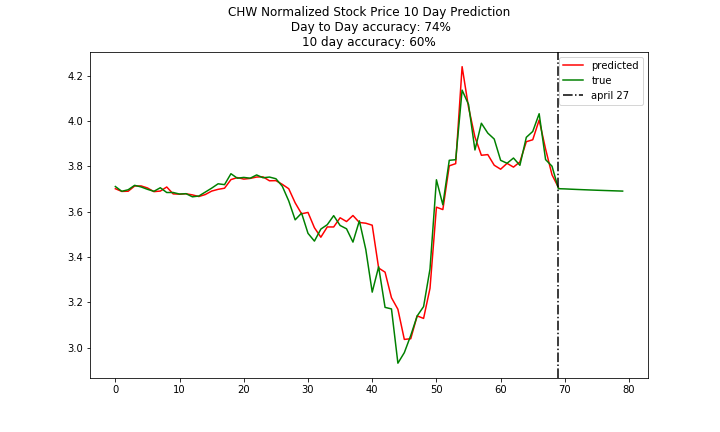 CHW Normalized Stock Price 10 Day Prediction
Day to Day accuracy: 74%
10 day accuracy: 60%
predicted
true
april 27
4.2
4.0
3.8
3.6
3.4
3.2
3.0
0 10 20 30 40 50 60 70 80